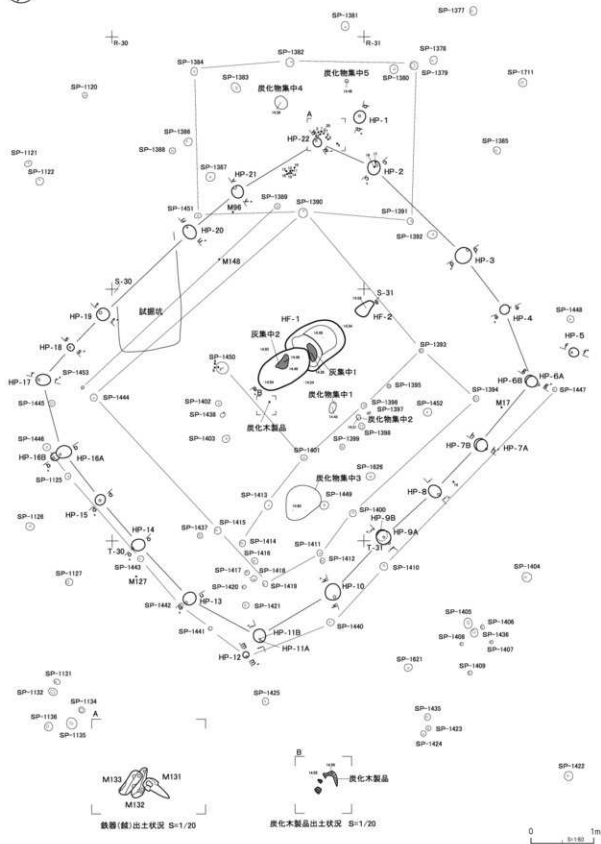 SP-1377
SP-1381
R-30
R-31
SP-1382
SP-1378
SP-1384
SP-1380
SP-1379
炭化物集中5
SP-1383
SP-1711
炭化物集中4
SP-1120
A
HP-1
HP-22
SP-1386
SP-1388
SP-1385
SP-1121
HP-2
SP-1387
HP-21
SP-1122
SP-1389
SP-1390
M96
SP-1451
SP-1391
SP-1392
HP-20
HP-3
M148
S-30
S-31
HP-4
HP-19
試掘坑
HF-1
HF-2
SP-1448
灰集中2
HP-5
HP-18
SP-1393
灰集中1
SP-1453
SP-1450
HP-17
HP-6A
HP-6B
SP-1447
炭化物集中1
SP-1395
SP-1394
SP-1444
B
SP-1402
SP-1396
SP-1397
SP-1452
M17
SP-1445
SP-1438
炭化木製品
炭化物集中2
SP-1398
SP-1403
SP-1399
HP-7B
HP-7A
SP-1446
HP-16B
HP-16A
SP-1401
SP-1125
炭化物集中3
SP-1626
HP-8
HP-15
SP-1413
SP-1449
SP-1126
SP-1400
HP-9B
SP-1437
SP-1415
HP-9A
HP-14
SP-1414
SP-1411
T-30
T-31
SP-1416
SP-1412
SP-1443
SP-1410
SP-1417
SP-1418
SP-1404
SP-1127
M127
SP-1420
SP-1419
HP-10
HP-13
SP-1442
SP-1421
SP-1405
SP-1406
SP-1441
HP-11B
SP-1440
SP-1408
SP-1436
HP-11A
SP-1407
HP-12
SP-1621
SP-1409
SP-1131
SP-1132
SP-1425
SP-1134
SP-1435
SP-1136
SP-1135
A
SP-1423
SP-1424
B
SP-1422
M133
M131
M132
炭化木製品
鉄器(鉞)出土状況 S=1/20
炭化木製品出土状況 S=1/20
0
1m
S=1:60